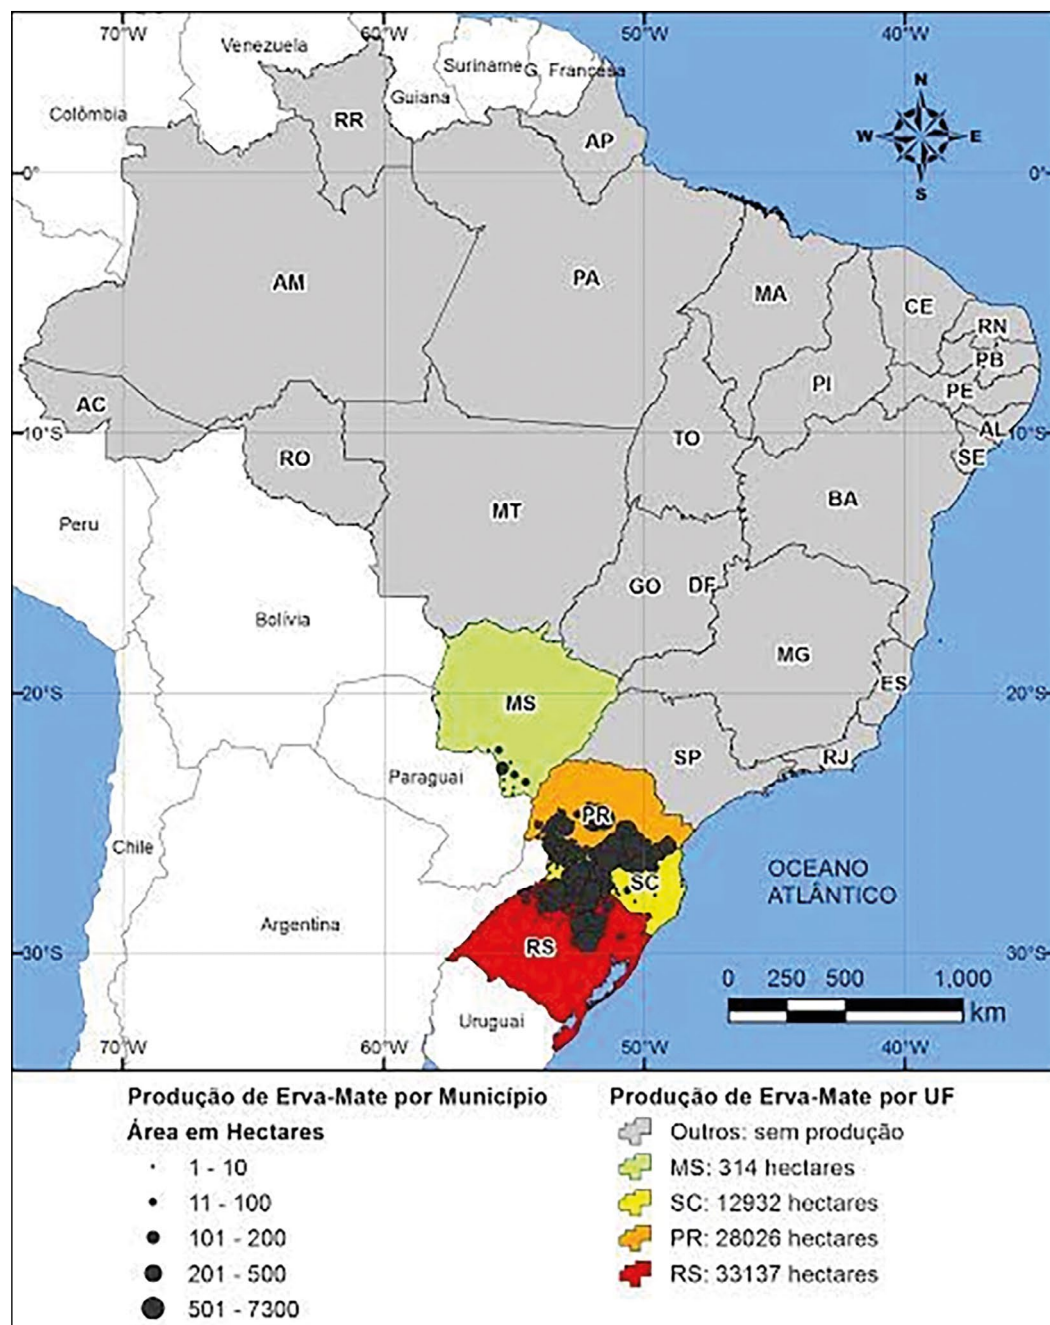 70°W 60°W 50°W 40°W
Venezuela
Suriname
G. Françesa
Guiana
Colômbia
N
W E
S
RR
AP
0° 0°
AM
PA
MA
CE
RN
PB
PI
PE
AC
AL
10°S 10°S
TO
SE
RO
BA
MT
Peru
GO DF
Bolívia
MG
ES
20°S 20°S
MS
SP
RJ
Paraguai
PR
Chile
SC
OCEANO
ATLÂNTICO
Argentina
RS
30°S 30°S
0 250 500 1.000
km
Uruguai
70°W 60°W 50°W 40°W
Produção de Erva-Mate por Município
Área em Hectares
1 - 10
11 - 100
101 - 200
201 - 500
501 - 7300
Produção de Erva-Mate por UF
Outros: sem produção
MS: 314 hectares
SC: 12932 hectares
PR: 28026 hectares
RS: 33137 hectares